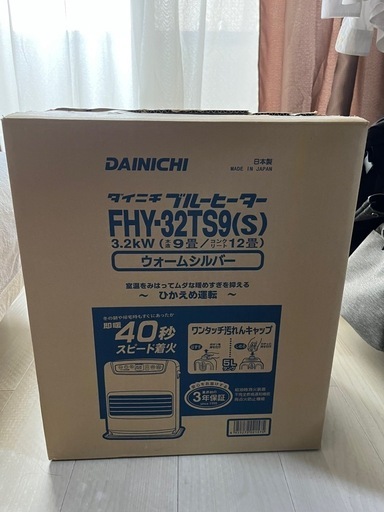 DAINICHI
日本製
MADE IN JAPAN
ダイニチ ブルーヒーター
FHY-32TS9(S)
3.2kW(木造9畳/コンクリート12畳)
ウォームシルバー
室温をみはってムダな暖めすぎを抑える
～ ひかえめ運転 ～
即暖 40秒
スピード着火
ワンタッチ汚れんキャップ
5L
3年保証